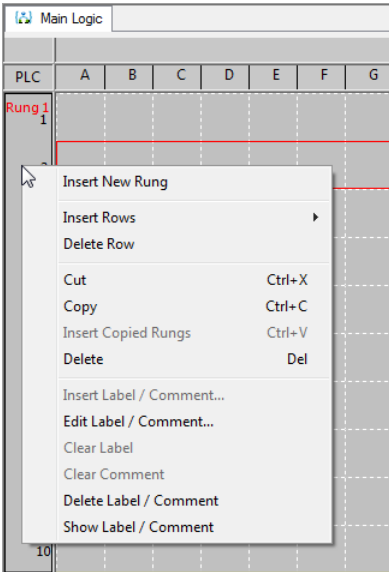 Main Logic
PLC A B C D E F G
Rung 1
1
Insert New Rung
Insert Rows
Delete Row
Cut Ctrl+X
Copy Ctrl+C
Insert Copied Rungs Ctrl+V
Delete Del
Insert Label / Comment...
Edit Label / Comment...
Clear Label
Clear Comment
Delete Label / Comment
Show Label / Comment
10